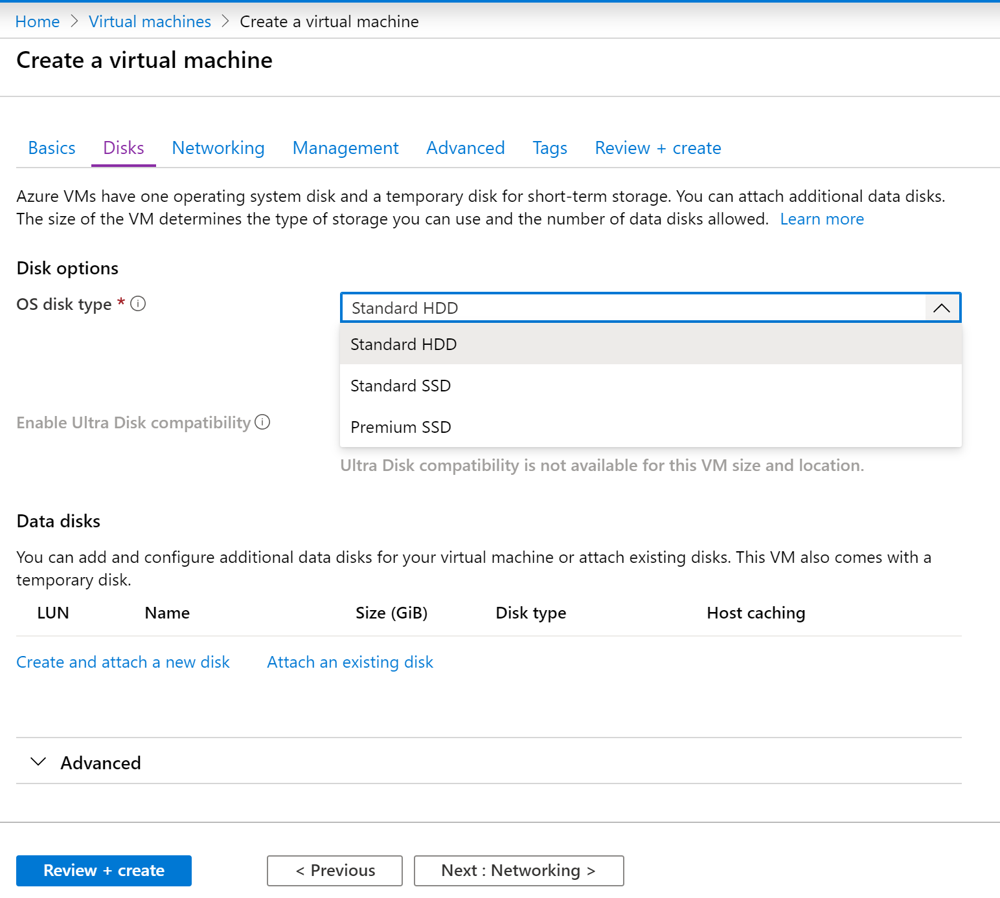 Home > Virtual machines > Create a virtual machine
Create a virtual machine
Basics Disks Networking Management Advanced Tags Review + create
Azure VMs have one operating system disk and a temporary disk for short-term storage. You can attach additional data disks.
The size of the VM determines the type of storage you can use and the number of data disks allowed. Learn more
Disk options
OS disk type *
Standard HDD
Standard HDD
Standard SSD
Premium SSD
Enable Ultra Disk compatibility
Ultra Disk compatibility is not available for this VM size and location.
Data disks
You can add and configure additional data disks for your virtual machine or attach existing disks. This VM also comes with a
temporary disk.
LUN Name Size (GiB) Disk type Host caching
Create and attach a new disk Attach an existing disk
Advanced
Review + create < Previous Next : Networking >